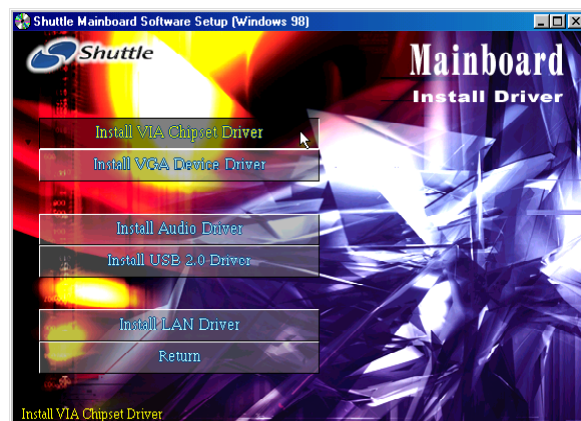 Shuttle Mainboard Software Setup (Windows 98)
Shuttle
Mainboard
Install Driver
Install VIA Chipset Driver
Install VGA Device Driver
Install Audio Driver
Install USB 2.0 Driver
Install LAN Driver
Return
Install VIA Chipset Driver